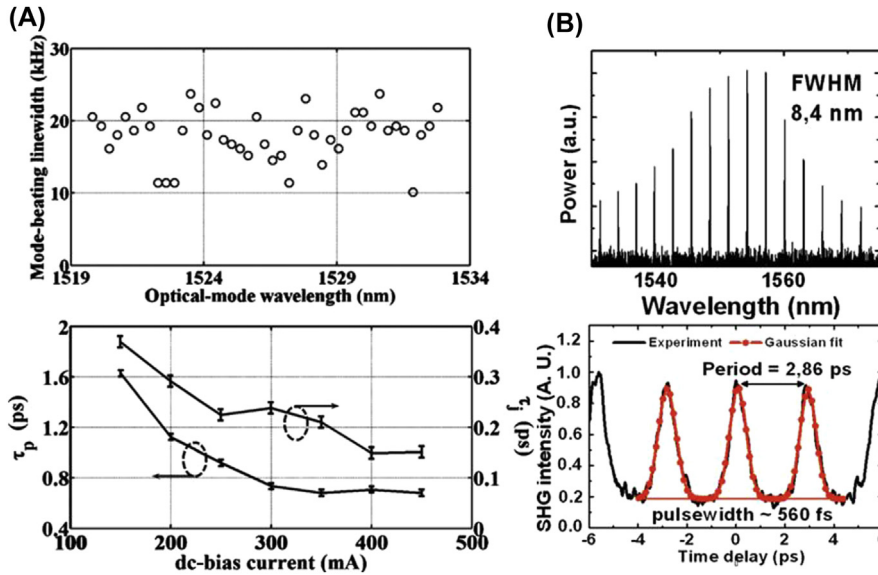 (A)
30
20
10
0
Mode-beating linewidth (kHz)
1519
1524
1529
1534
Optical-mode wavelength (nm)
2
1.6
1.2
0.8
0.4
τp (ps)
0.4
0.3
0.2
0.1
0
τj (ps)
100
200
300
400
500
dc-bias current (mA)
(B)
FWHM
8,4 nm
Power (a.u.)
1540
1560
Wavelength (nm)
1.2
1.0
0.8
0.6
0.4
0.2
0.0
SHG intensity (A. U.)
Experiment
Gaussian fit
Period = 2,86 ps
pulsewidth ~ 560 fs
-6
-4
-2
0
2
4
6
Time delay (ps)